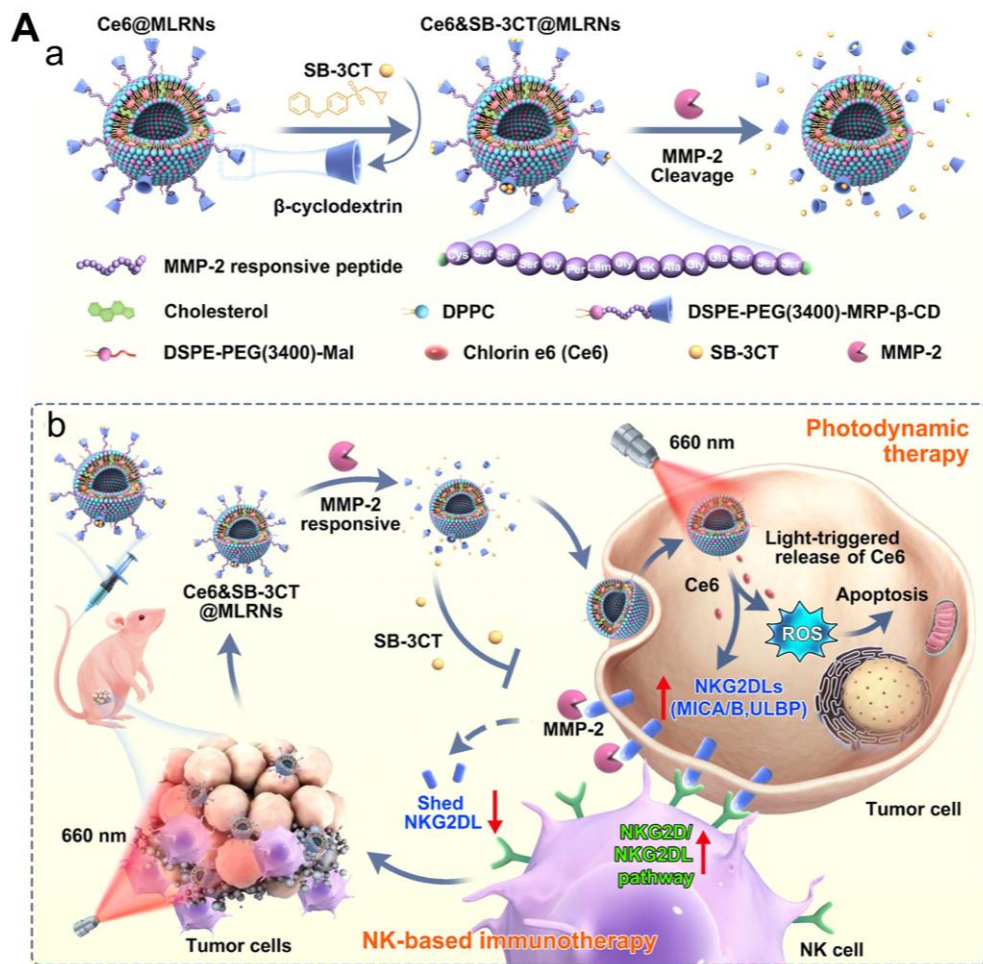 A
a
Ce6@MLRNs
Ce6&SB-3CT@MLRNs
SB-3CT
β-cyclodextrin
MMP-2
Cleavage
Cys Ser Ser Ser Gly Per Lem Gly LK Ala Gly Gla Ser Ser Ser
MMP-2 responsive peptide
Cholesterol
DPPC
DSPE-PEG(3400)-MRP-β-CD
DSPE-PEG(3400)-Mal
Chlorin e6 (Ce6)
SB-3CT
MMP-2
b
660 nm
Photodynamic
therapy
MMP-2
responsive
Ce6&SB-3CT
@MLRNs
Light-triggered
release of Ce6
Ce6
ROS
Apoptosis
SB-3CT
NKG2DLs
(MICA/B,ULBP)
MMP-2
Shed
NKG2DL
Tumor cell
660 nm
NKG2D/
NKG2DL
pathway
Tumor cells
NK-based immunotherapy
NK cell